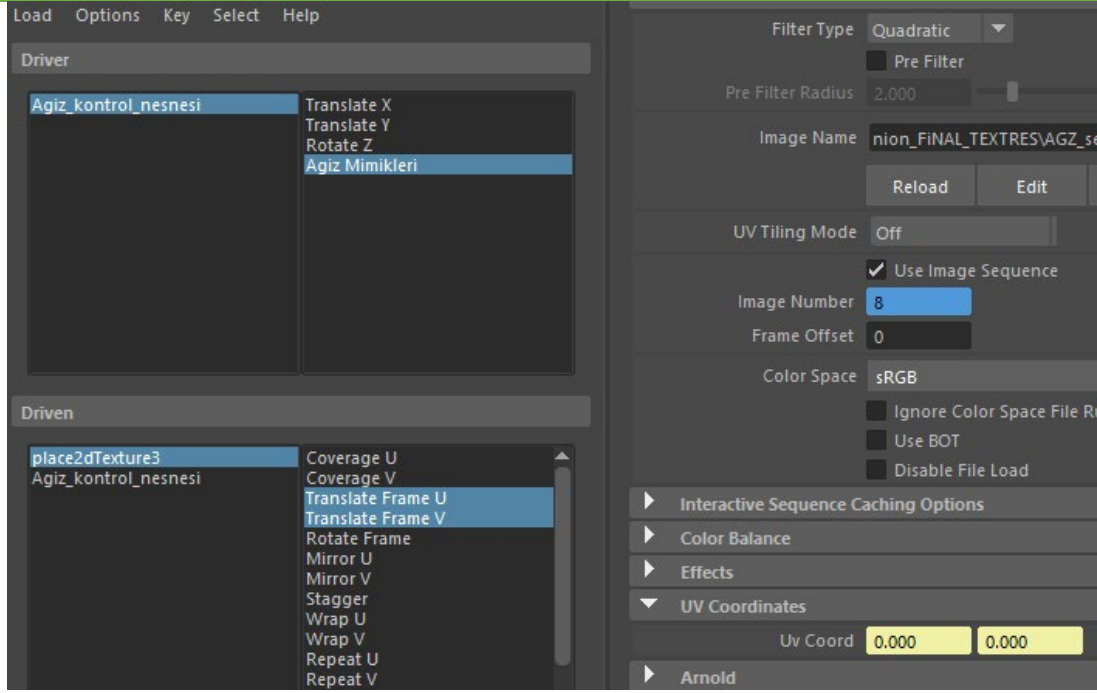 Load Options Key Select Help
Driver
Agiz_kontrol_nesnesi
Translate X
Translate Y
Rotate Z
Agiz Mimikleri
Driven
place2dTexture3
Agiz_kontrol_nesnesi
Coverage U
Coverage V
Translate Frame U
Translate Frame V
Rotate Frame
Mirror U
Mirror V
Stagger
Wrap U
Wrap V
Repeat U
Repeat V
Filter Type Quadratic
Pre Filter
Pre Filter Radius 2.000
Image Name nion_FiNAL_TEXTRES\AGZ_se
Reload Edit
UV Tiling Mode Off
Use Image Sequence
Image Number 8
Frame Offset 0
Color Space sRGB
Ignore Color Space File Ru
Use BOT
Disable File Load
Interactive Sequence Caching Options
Color Balance
Effects
UV Coordinates
Uv Coord 0.000 0.000
Arnold